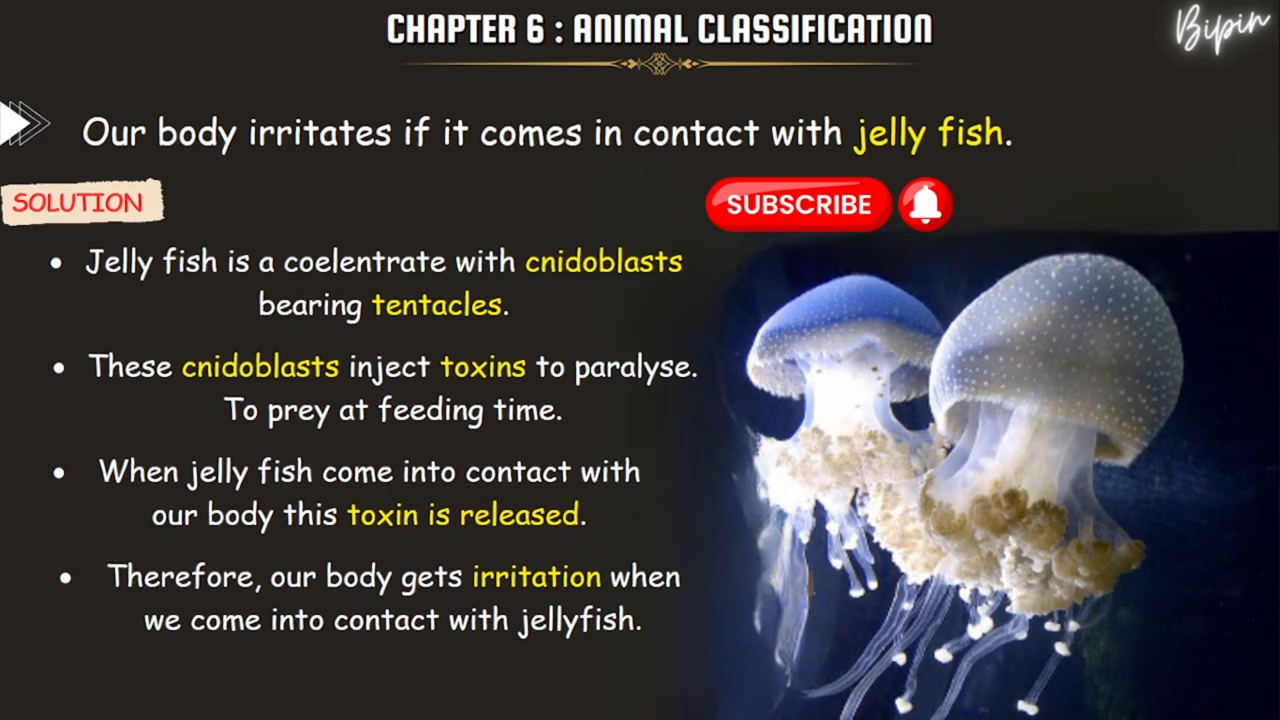 CHAPTER 6 : ANIMAL CLASSIFICATION
Bipin
Our body irritates if it comes in contact with jelly fish.
SOLUTION
SUBSCRIBE
• Jelly fish is a coelentrate with cnidoblasts
bearing tentacles.
• These cnidoblasts inject toxins to paralyse.
To prey at feeding time.
• When jelly fish come into contact with
our body this toxin is released.
• Therefore, our body gets irritation when
we come into contact with jellyfish.